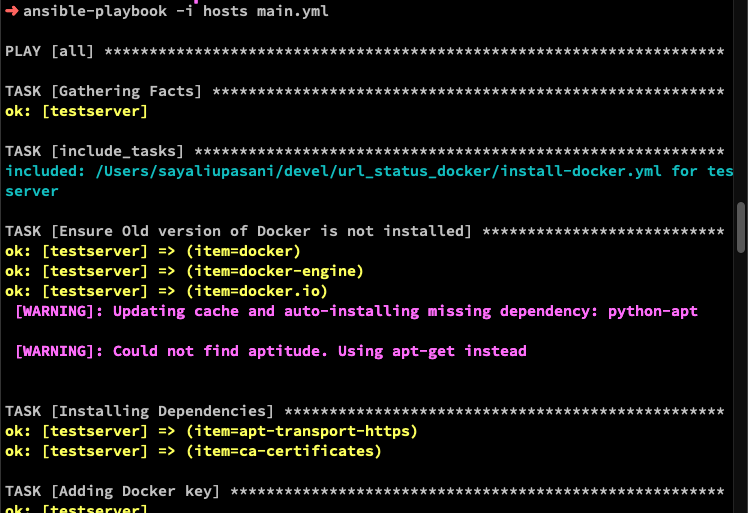 ➜ ansible-playbook -i hosts main.yml
PLAY [all] *********************************************************************
TASK [Gathering Facts] *********************************************************
ok: [testserver]
TASK [include_tasks] ***********************************************************
included: /Users/sayaliupasani/devel/url_status_docker/install-docker.yml for tes
server
TASK [Ensure Old version of Docker is not installed] ***************************
ok: [testserver] => (item=docker)
ok: [testserver] => (item=docker-engine)
ok: [testserver] => (item=docker.io)
[WARNING]: Updating cache and auto-installing missing dependency: python-apt
[WARNING]: Could not find aptitude. Using apt-get instead
TASK [Installing Dependencies] *************************************************
ok: [testserver] => (item=apt-transport-https)
ok: [testserver] => (item=ca-certificates)
TASK [Adding Docker key] *******************************************************
ok: [testserver]